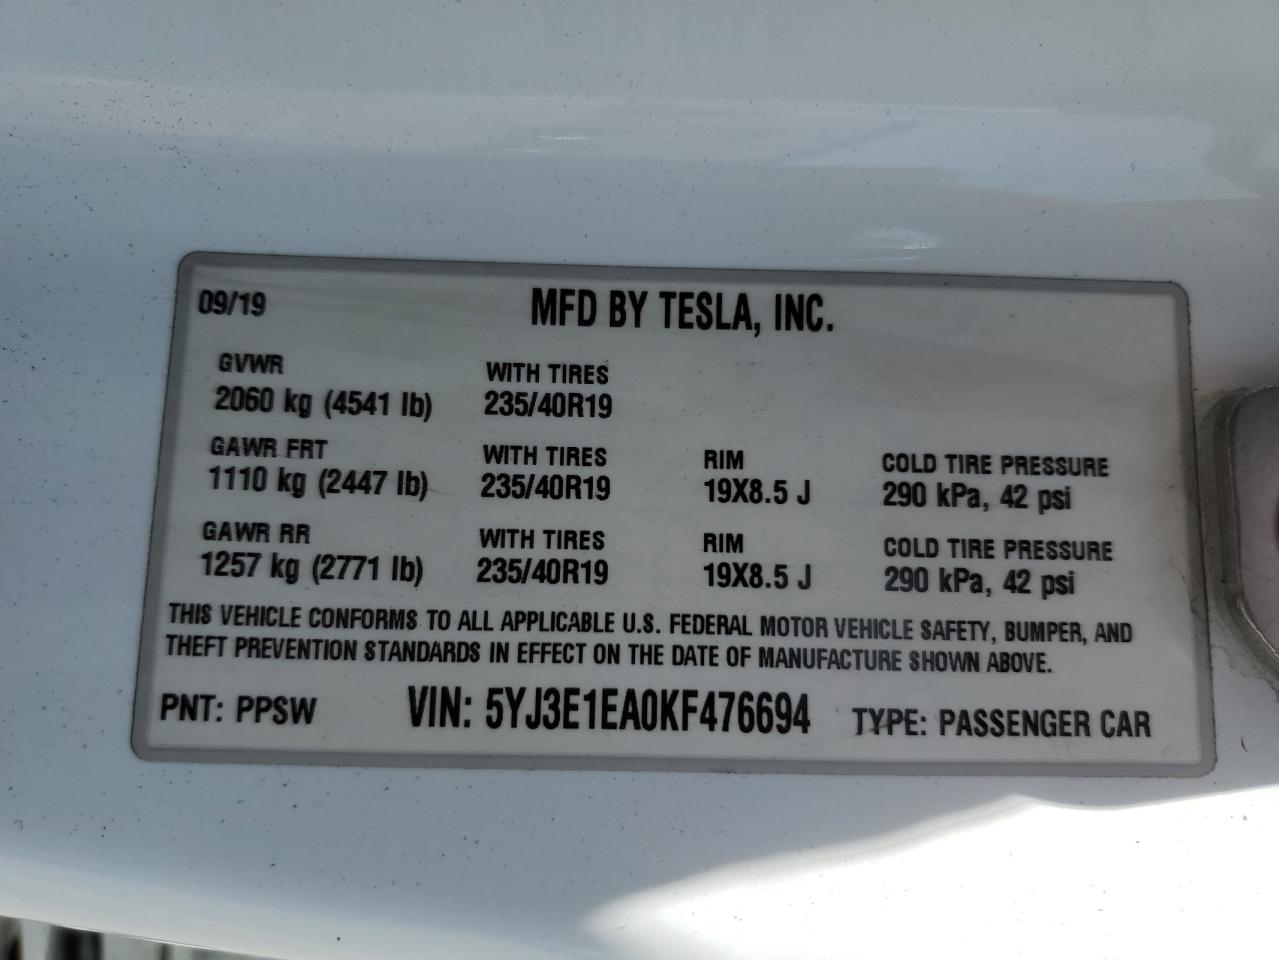 09/19 MFD BY TESLA, INC.
GVWR WITH TIRES
2060 kg (4541 lb) 235/40R19
GAWR FRT WITH TIRES RIM COLD TIRE PRESSURE
1110 kg (2447 lb) 235/40R19 19X8.5 J 290 kPa, 42 psi
GAWR RR WITH TIRES RIM COLD TIRE PRESSURE
1257 kg (2771 lb) 235/40R19 19X8.5 J 290 kPa, 42 psi
THIS VEHICLE CONFORMS TO ALL APPLICABLE U.S. FEDERAL MOTOR VEHICLE SAFETY, BUMPER, AND
THEFT PREVENTION STANDARDS IN EFFECT ON THE DATE OF MANUFACTURE SHOWN ABOVE.
PNT: PPSW VIN: 5YJ3E1EA0KF476694 TYPE: PASSENGER CAR